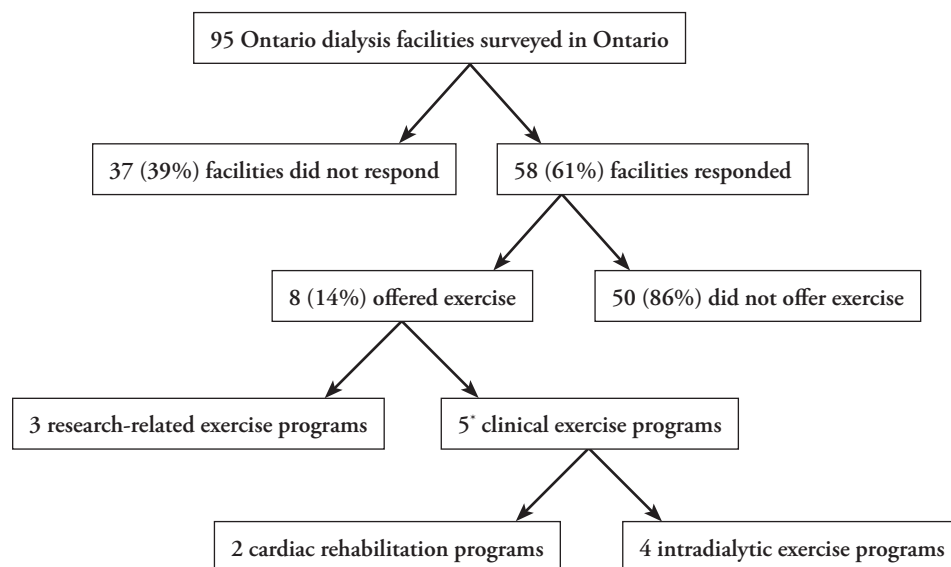 95 Ontario dialysis facilities surveyed in Ontario
37 (39%) facilities did not respond
58 (61%) facilities responded
8 (14%) offered exercise
50 (86%) did not offer exercise
3 research-related exercise programs
5* clinical exercise programs
2 cardiac rehabilitation programs
4 intradialytic exercise programs